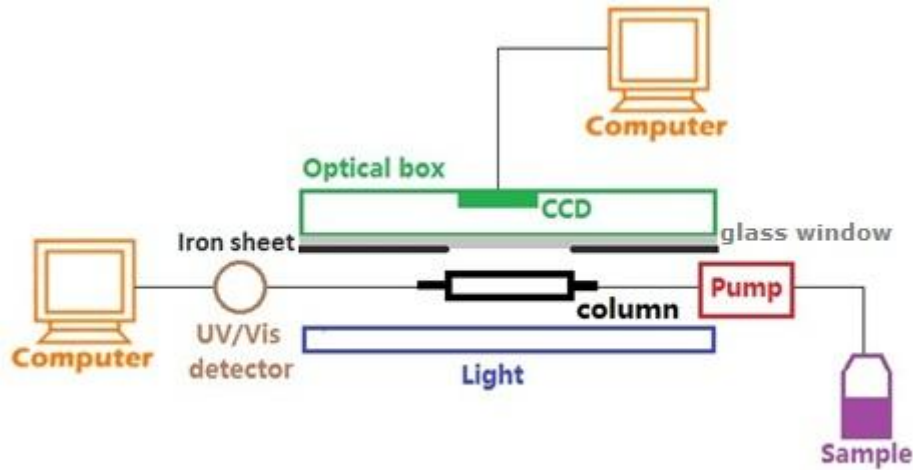 Computer
Optical box
CCD
Iron sheet
glass window
Pump
column
UV/Vis
detector
Computer
Light
Sample